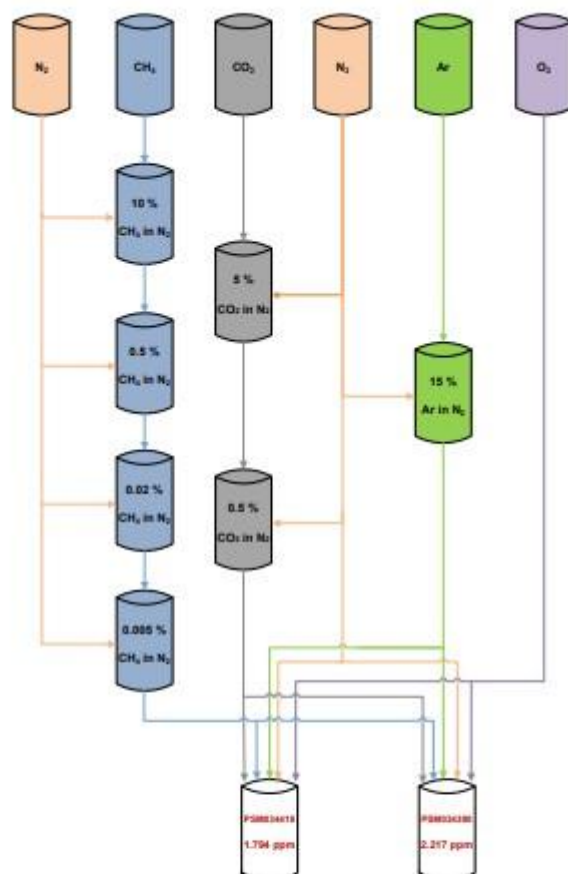 N₂ CH₄ CO₂ N₂ Ar O₂
10 %
CH₄ in N₂
5 %
CO₂ in N₂
0.5 %
CH₄ in N₂
15 %
Ar in N₂
0.02 %
CH₄ in N₂
0.5 %
CO₂ in N₂
0.005 %
CH₄ in N₂
1.794 ppm
2.217 ppm